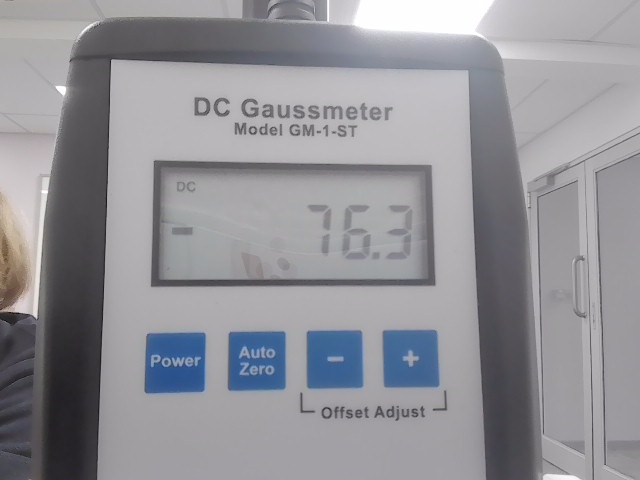 DC Gaussmeter
Model GM-1-ST
DC
-76.3
Power
Auto
Zero
-
+
Offset Adjust